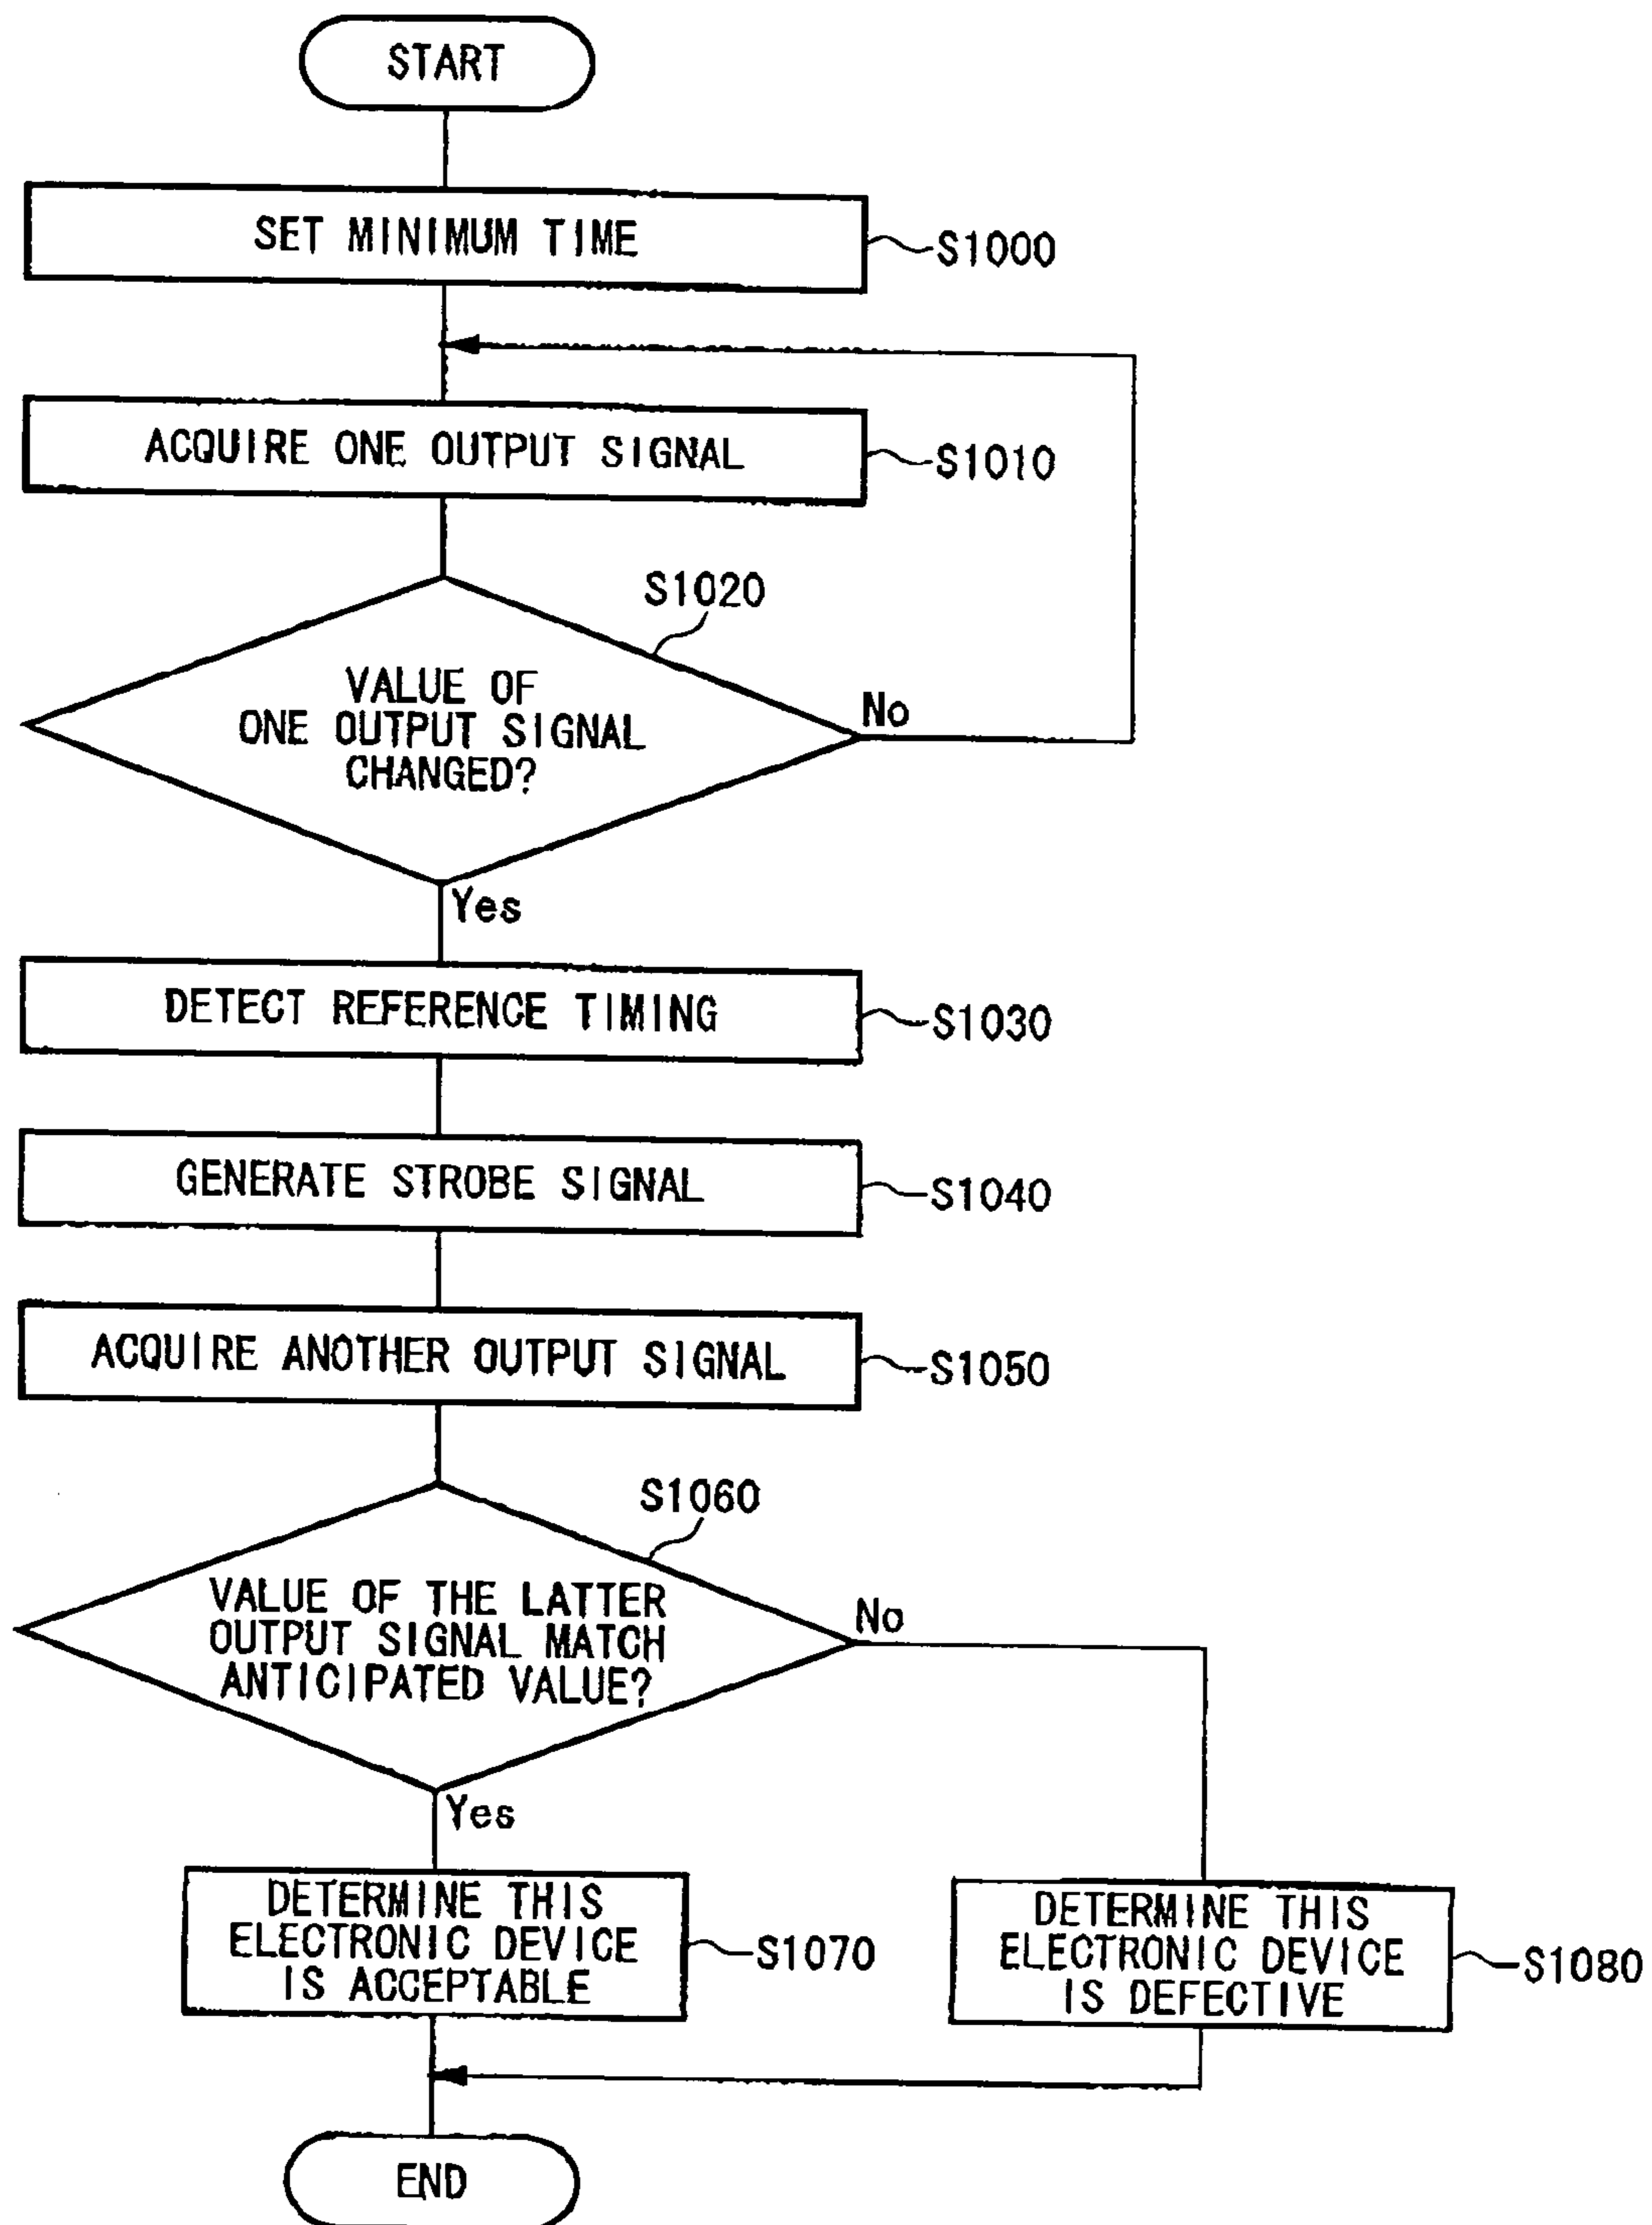 START
SET MINIMUM TIME
S1000
ACQUIRE ONE OUTPUT SIGNAL
S1010
S1020
VALUE OF
ONE OUTPUT SIGNAL
CHANGED?
No
Yes
DETECT REFERENCE TIMING
S1030
GENERATE STROBE SIGNAL
S1040
ACQUIRE ANOTHER OUTPUT SIGNAL
S1050
S1060
VALUE OF THE LATTER
OUTPUT SIGNAL MATCH
ANTICIPATED VALUE?
No
Yes
DETERMINE THIS
ELECTRONIC DEVICE
IS ACCEPTABLE
S1070
DETERMINE THIS
ELECTRONIC DEVICE
IS DEFECTIVE
S1080
END